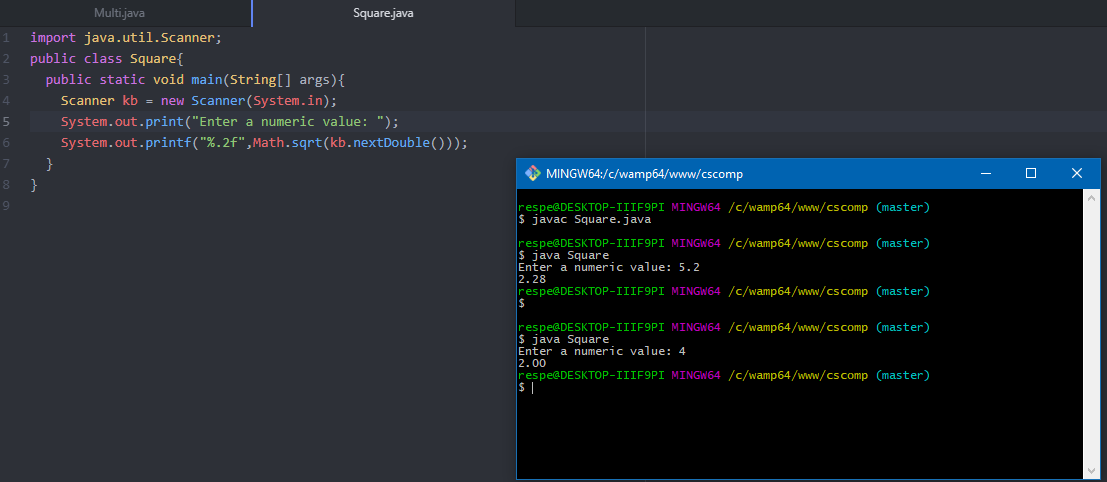 Multi.java
Square.java
1 import java.util.Scanner;
2 public class Square{
3 public static void main(String[] args){
4 Scanner kb = new Scanner(System.in);
5 System.out.print("Enter a numeric value: ");
6 System.out.printf("%.2f",Math.sqrt(kb.nextDouble()));
7 }
8 }
9
MINGW64:/c/wamp64/www/cscomp
respe@DESKTOP-IIIF9PI MINGW64 /c/wamp64/www/cscomp (master)
$ javac Square.java
respe@DESKTOP-IIIF9PI MINGW64 /c/wamp64/www/cscomp (master)
$ java Square
Enter a numeric value: 5.2
2.28
respe@DESKTOP-IIIF9PI MINGW64 /c/wamp64/www/cscomp (master)
$
respe@DESKTOP-IIIF9PI MINGW64 /c/wamp64/www/cscomp (master)
$ java Square
Enter a numeric value: 4
2.00
respe@DESKTOP-IIIF9PI MINGW64 /c/wamp64/www/cscomp (master)
$